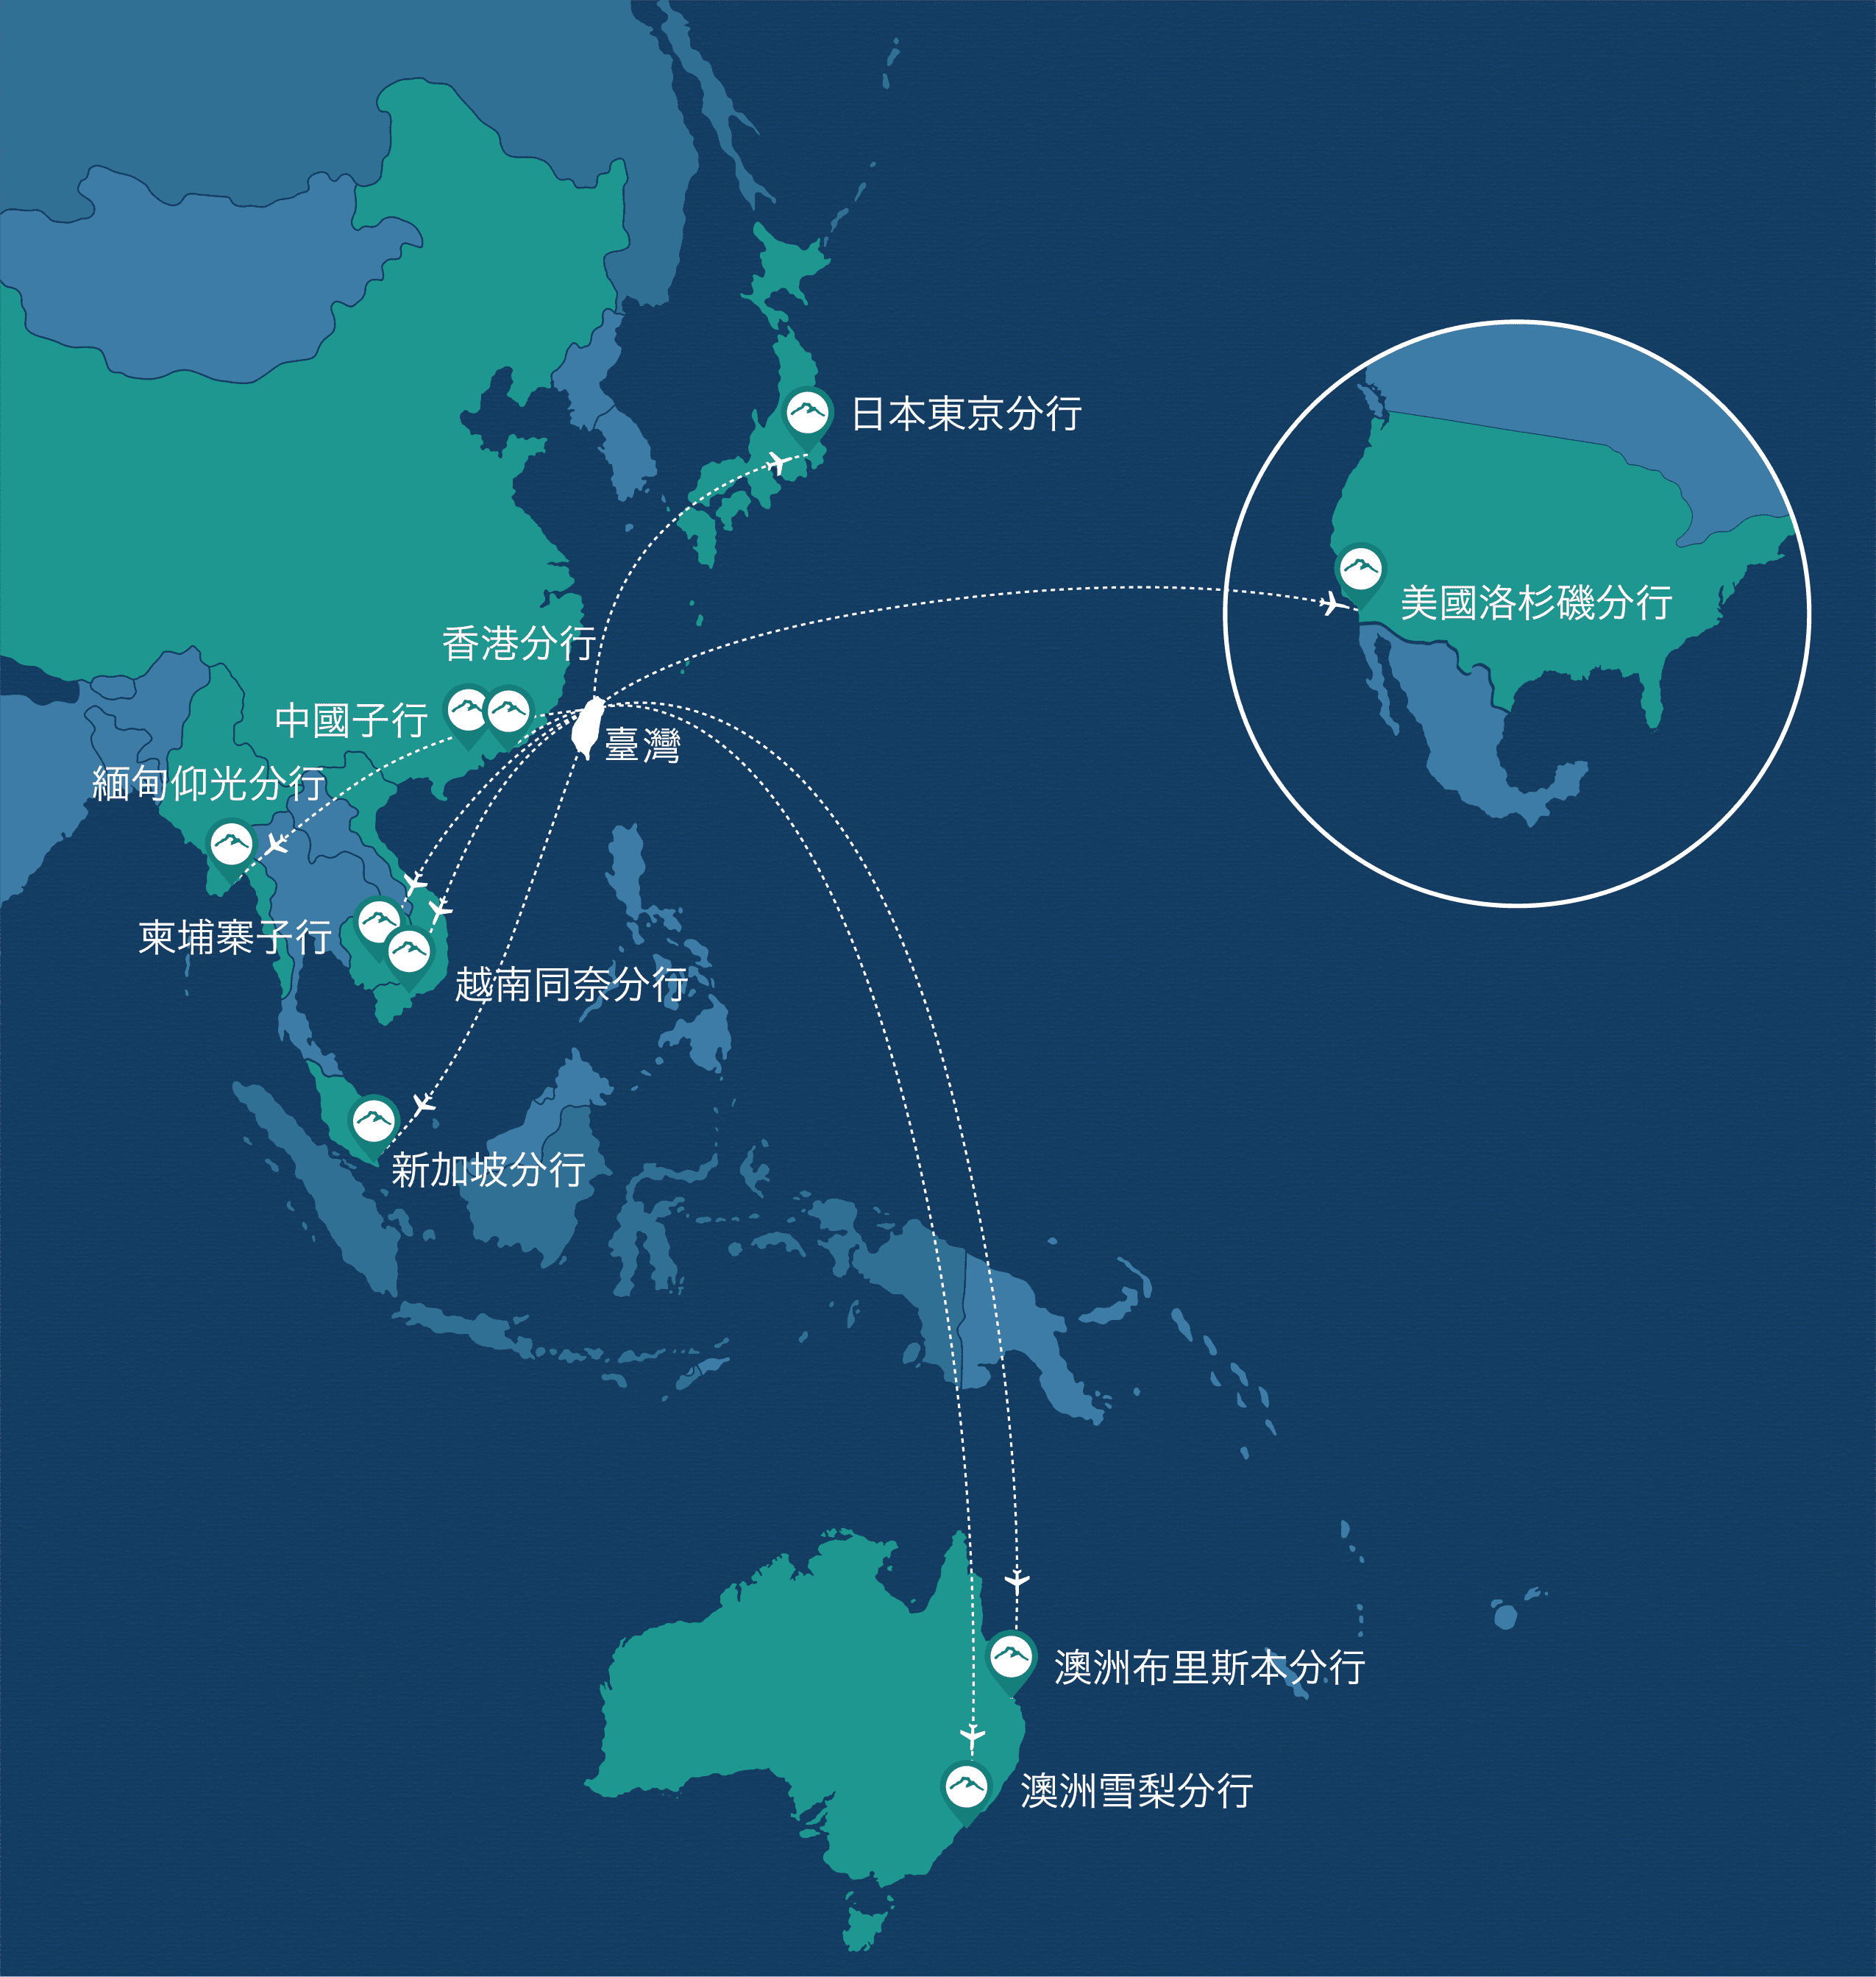 日本東京分行
美國洛杉磯分行
香港分行
中國子行
臺灣
緬甸仰光分行
柬埔寨子行
越南同奈分行
新加坡分行
澳洲布里斯本分行
澳洲雪梨分行